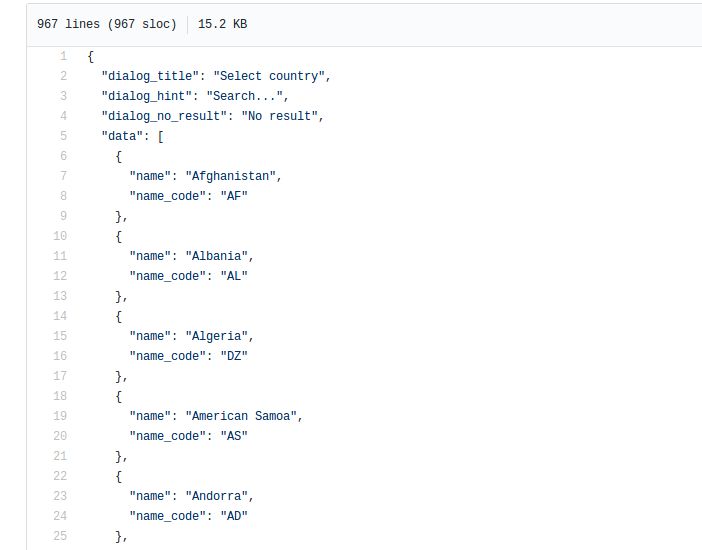 967 lines (967 sloc) 15.2 KB
1 {
2 "dialog_title": "Select country",
3 "dialog_hint": "Search...",
4 "dialog_no_result": "No result",
5 "data": [
6 {
7 "name": "Afghanistan",
8 "name_code": "AF"
9 },
10 {
11 "name": "Albania",
12 "name_code": "AL"
13 },
14 {
15 "name": "Algeria",
16 "name_code": "DZ"
17 },
18 {
19 "name": "American Samoa",
20 "name_code": "AS"
21 },
22 {
23 "name": "Andorra",
24 "name_code": "AD"
25 },